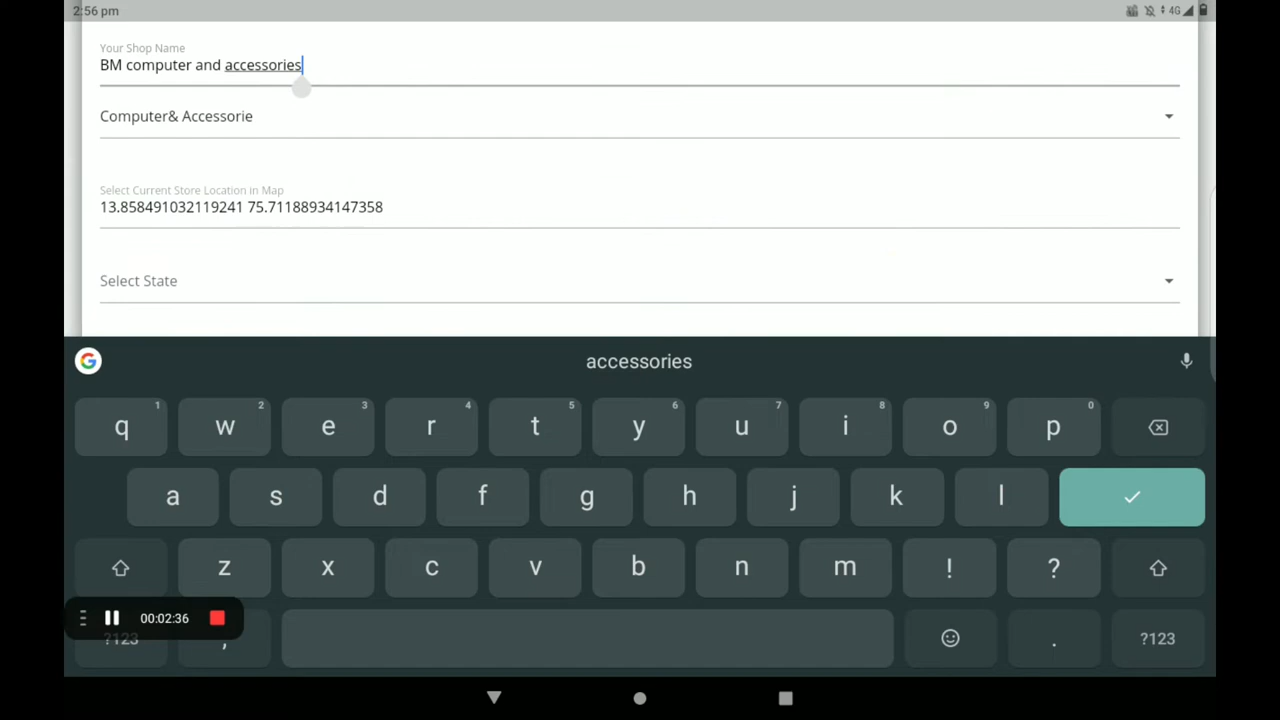 2:56 pm
4G
Your Shop Name
BM computer and accessories
Computer& Accessorie
Select Current Store Location in Map
13.858491032119241 75.71188934147358
Select State
accessories
1 2 3 4 5 6 7 8 9 0
q w e r t y u i o p
a s d f g h j k l
z x c v b n m ! ?
00:02:36
?123 , . ?123